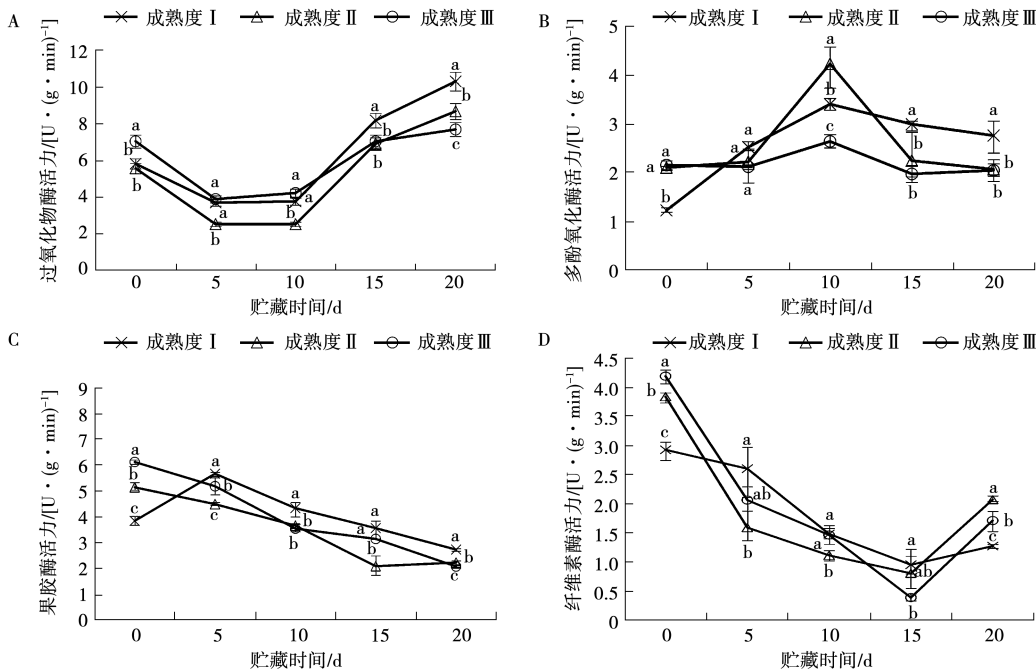 A
成熟度Ⅰ 成熟度Ⅱ 成熟度Ⅲ
过氧化物酶活力/[U·(g·min)⁻¹]
12
10
8
6
4
2
0
a
b
b
a
a
b
a
b
a
a
b
b
a
b
c
0 5 10 15 20
贮藏时间/d
B
成熟度Ⅰ 成熟度Ⅱ 成熟度Ⅲ
多酚氧化酶活力/[U·(g·min)⁻¹]
5
4
3
2
1
0
a
a
b
a
a
a
a
b
c
a
b
b
a
b
b
0 5 10 15 20
贮藏时间/d
C
成熟度Ⅰ 成熟度Ⅱ 成熟度Ⅲ
果胶酶活力/[U·(g·min)⁻¹]
9
8
7
6
5
4
3
2
1
0
a
b
c
a
b
c
a
b
b
a
a
b
a
b
c
0 5 10 15 20
贮藏时间/d
D
成熟度Ⅰ 成熟度Ⅱ 成熟度Ⅲ
纤维素酶活力/[U·(g·min)⁻¹]
4.5
4.0
3.5
3.0
2.5
2.0
1.5
1.0
0.5
0
a
b
c
a
ab
b
a
a
b
a
ab
b
a
a
c
0 5 10 15 20
贮藏时间/d